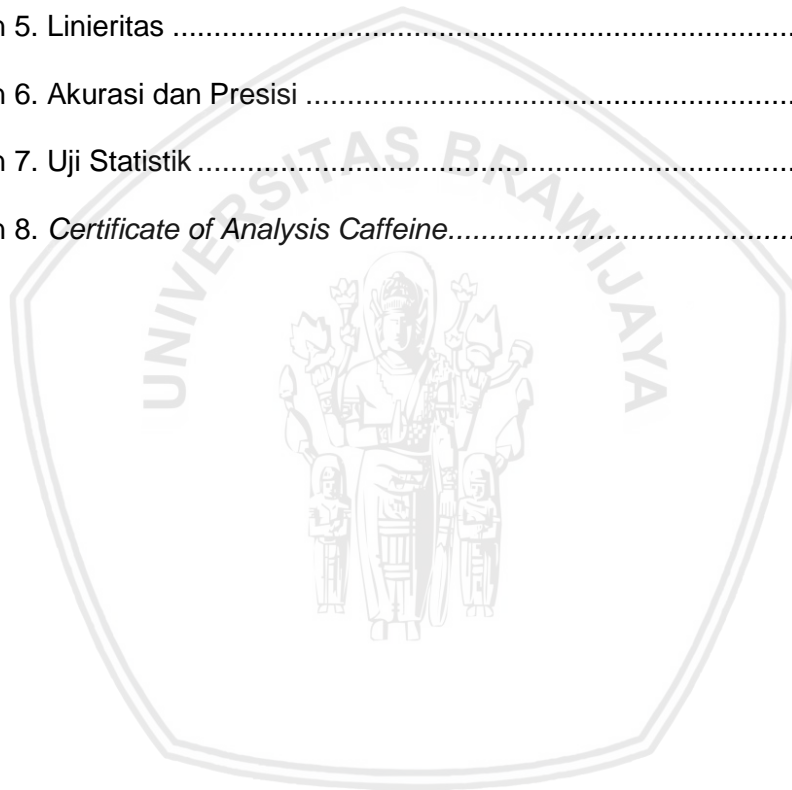 n 5. Linieritas ............................................................................
n 6. Akurasi dan Presisi ............................................................
n 7. Uji Statistik .........................................................................
n 8. Certificate of Analysis Caffeine...........................................
UNIVERSITAS BRAWIJAYA